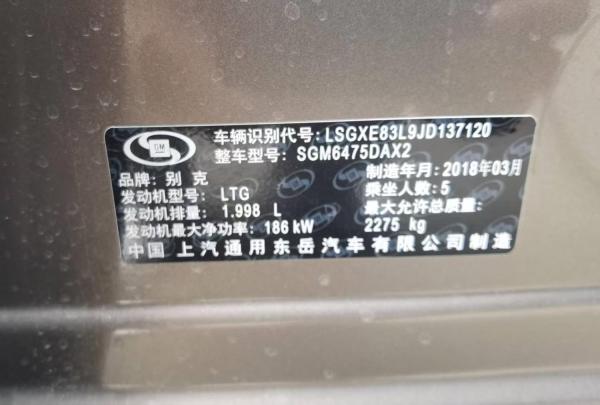 GM
车辆识别代号: LSGXE83L9JD137120
整车型号: SGM6475DAX2
品牌: 别克 制造年月: 2018年03月
发动机型号: LTG 乘坐人数: 5
发动机排量: 1.998 L 最大允许总质量:
发动机最大净功率: 186 kW 2275 kg
中国 上汽通用东岳汽车有限公司制造